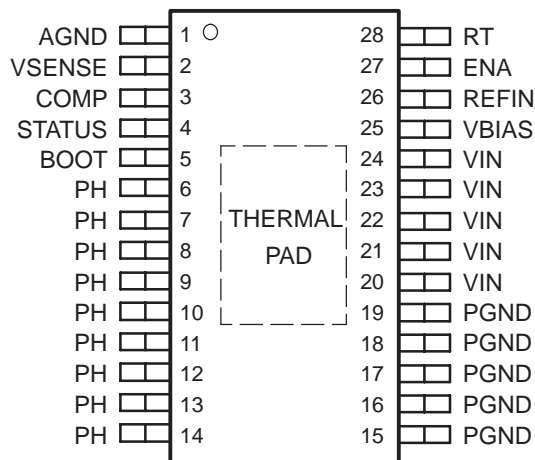 AGND 1 28 RT
VSENSE 2 27 ENA
COMP 3 26 REFIN
STATUS 4 25 VBIAS
BOOT 5 24 VIN
PH 6 23 VIN
PH 7 THERMAL 22 VIN
PH 8 PAD 21 VIN
PH 9 20 VIN
PH 10 19 PGND
PH 11 18 PGND
PH 12 17 PGND
PH 13 16 PGND
PH 14 15 PGND